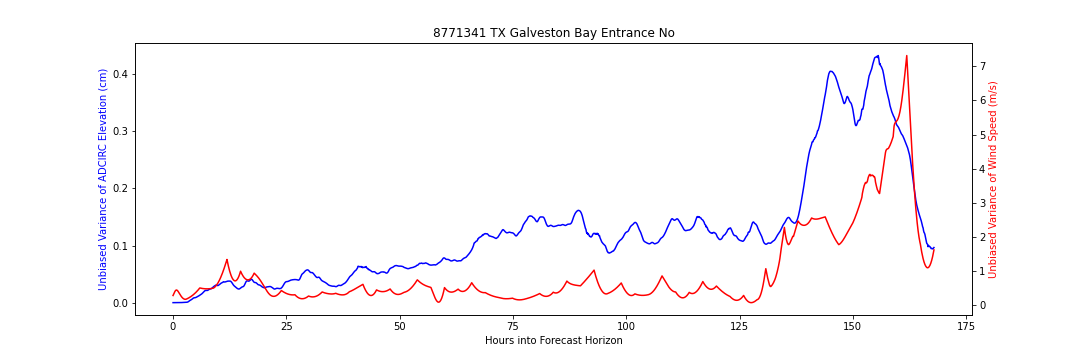 8771341 TX Galveston Bay Entrance No
Unbiased Variance of ADCIRC Elevation (cm)
0.4
0.3
0.2
0.1
0.0
7
6
5
4
3
2
1
0
Unbiased Variance of Wind Speed (m/s)
0 25 50 75 100 125 150 175
Hours into Forecast Horizon